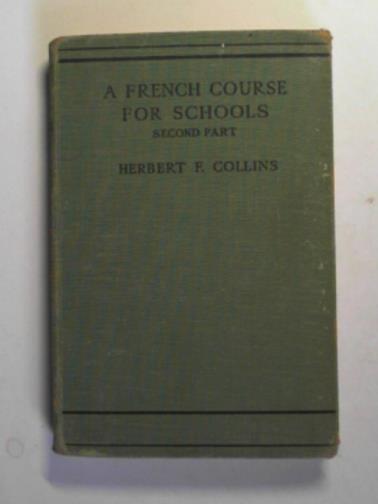 A FRENCH COURSE
FOR SCHOOLS
SECOND PART
HERBERT F. COLLINS